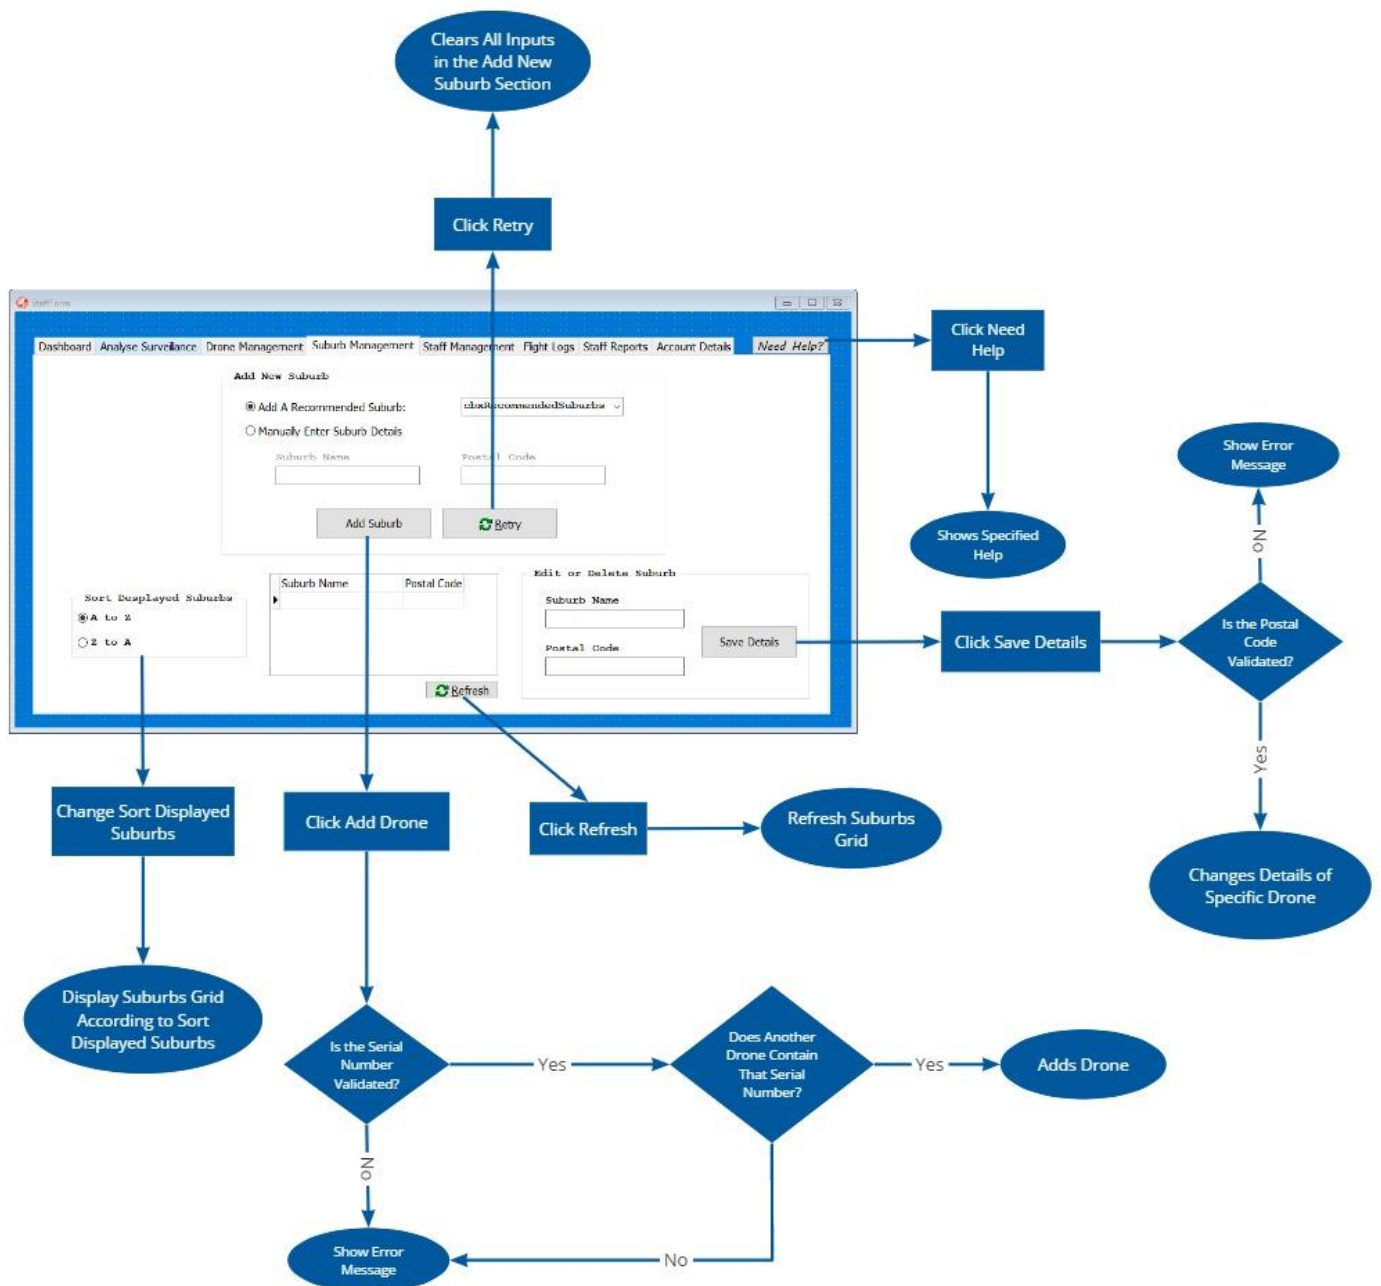 Clears All Inputs
in the Add New
Suburb Section
Click Retry
StaffForm
Dashboard Analyse Surveillance Drone Management Suburb Management Staff Management Flight Logs Staff Reports Account Details Need Help?
Click Need
Help
Add New Suburb
Add A Recommended Suburb:
cbxRecommendedSuburbs
Manually Enter Suburb Details
Suburb Name
Postal Code
Add Suburb
Retry
Shows Specified
Help
Show Error
Message
No
Sort Desplayed Suburbs
A to Z
Z to A
Suburb Name
Postal Code
Refresh
Edit or Delete Suburb
Suburb Name
Postal Code
Save Details
Click Save Details
Is the Postal
Code
Validated?
Yes
Changes Details of
Specific Drone
Change Sort Displayed
Suburbs
Click Add Drone
Click Refresh
Refresh Suburbs
Grid
Display Suburbs Grid
According to Sort
Displayed Suburbs
Is the Serial
Number
Validated?
Yes
Does Another
Drone Contain
That Serial
Number?
Yes
Adds Drone
No
Show Error
Message
No